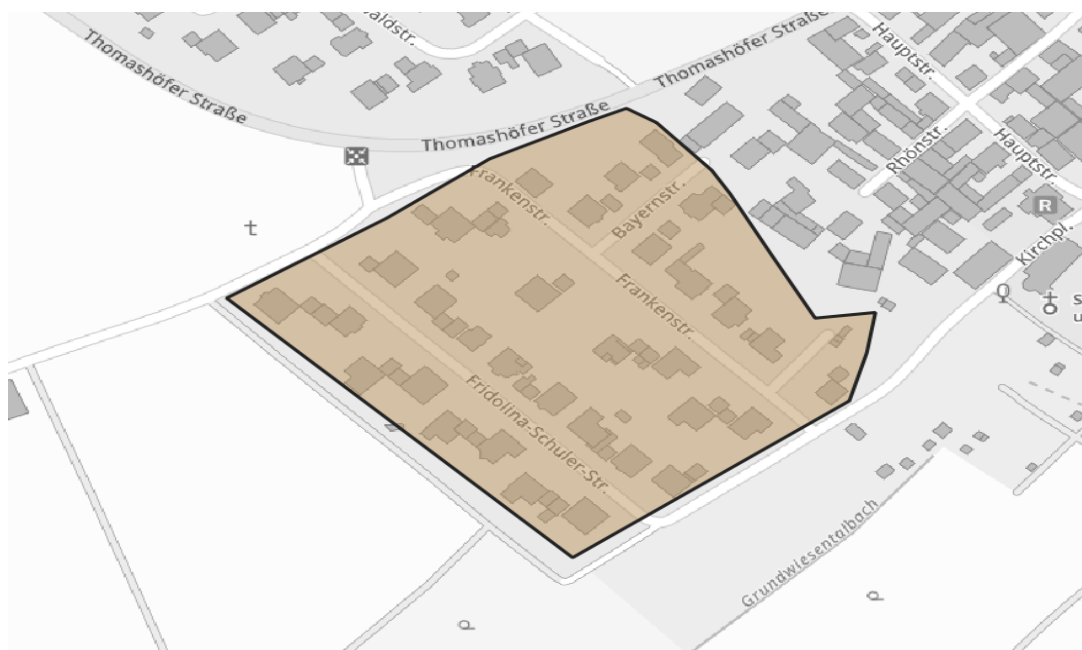 Thomashöfer Straße
Hauptstr.
Thomashöfer Straße
Thomashöfer Straße
Rhönstr.
Hauptstr.
Frankenstr.
Bayernstr.
R
Kirchpl.
Frankenstr.
Fridolina-Schuler-Str.
Grundwiesentalbach